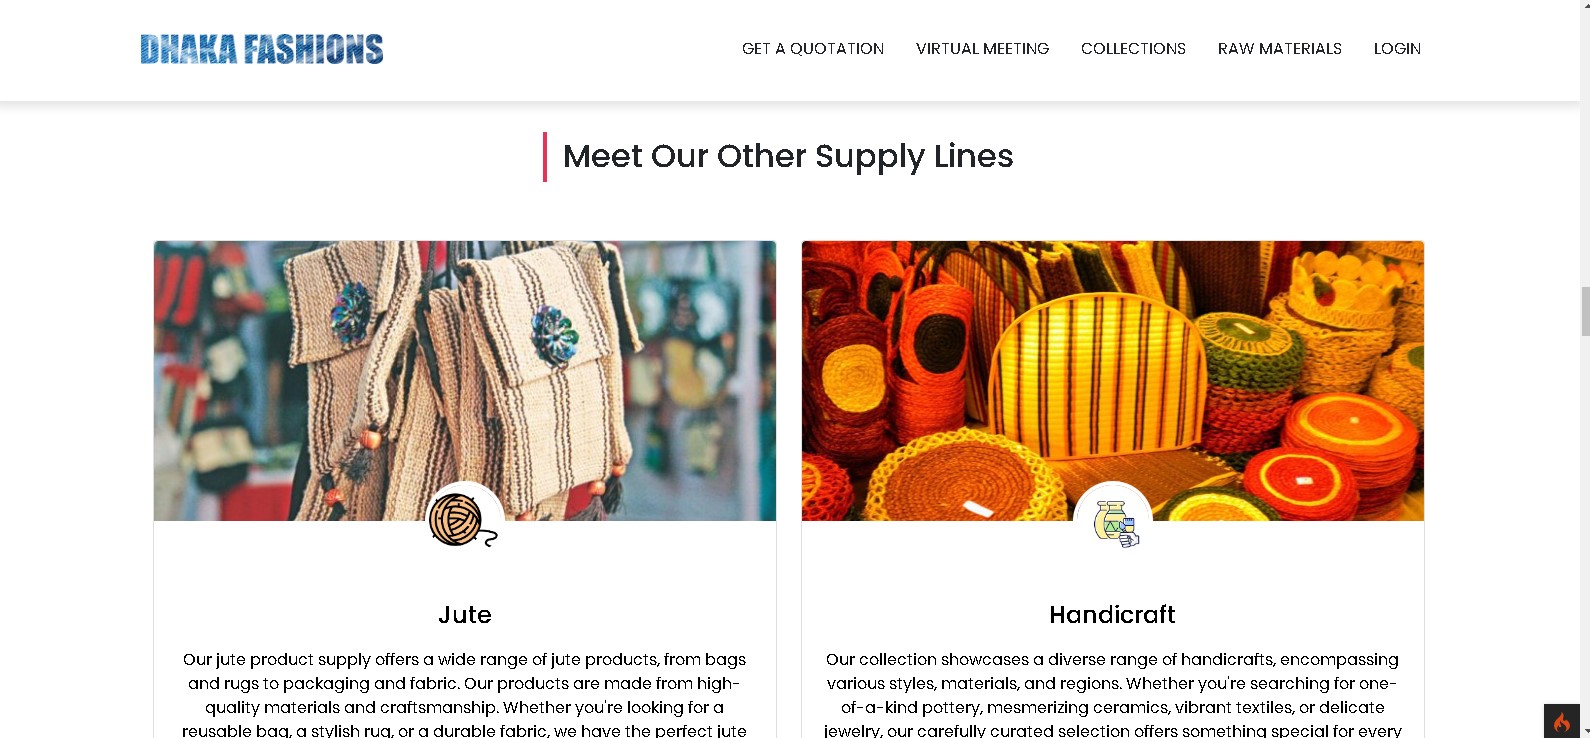 DHAKA FASHIONS
GET A QUOTATION VIRTUAL MEETING COLLECTIONS RAW MATERIALS LOGIN
Meet Our Other Supply Lines
Jute
Our jute product supply offers a wide range of jute products, from bags
and rugs to packaging and fabric. Our products are made from high-
quality materials and craftsmanship. Whether you're looking for a
reusable bag, a stylish rug, or a durable fabric, we have the perfect jute
Handicraft
Our collection showcases a diverse range of handicrafts, encompassing
various styles, materials, and regions. Whether you're searching for one-
of-a-kind pottery, mesmerizing ceramics, vibrant textiles, or delicate
jewelry, our carefully curated selection offers something special for every